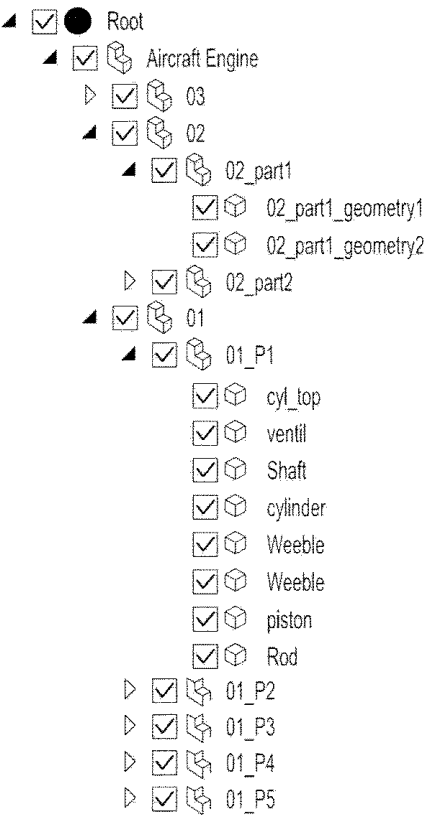 Root
Aircraft Engine
03
02
02_part1
02_part1_geometry1
02_part1_geometry2
02_part2
01
01_P1
cyl_top
ventil
Shaft
cylinder
Weeble
Weeble
piston
Rod
01_P2
01_P3
01_P4
01_P5